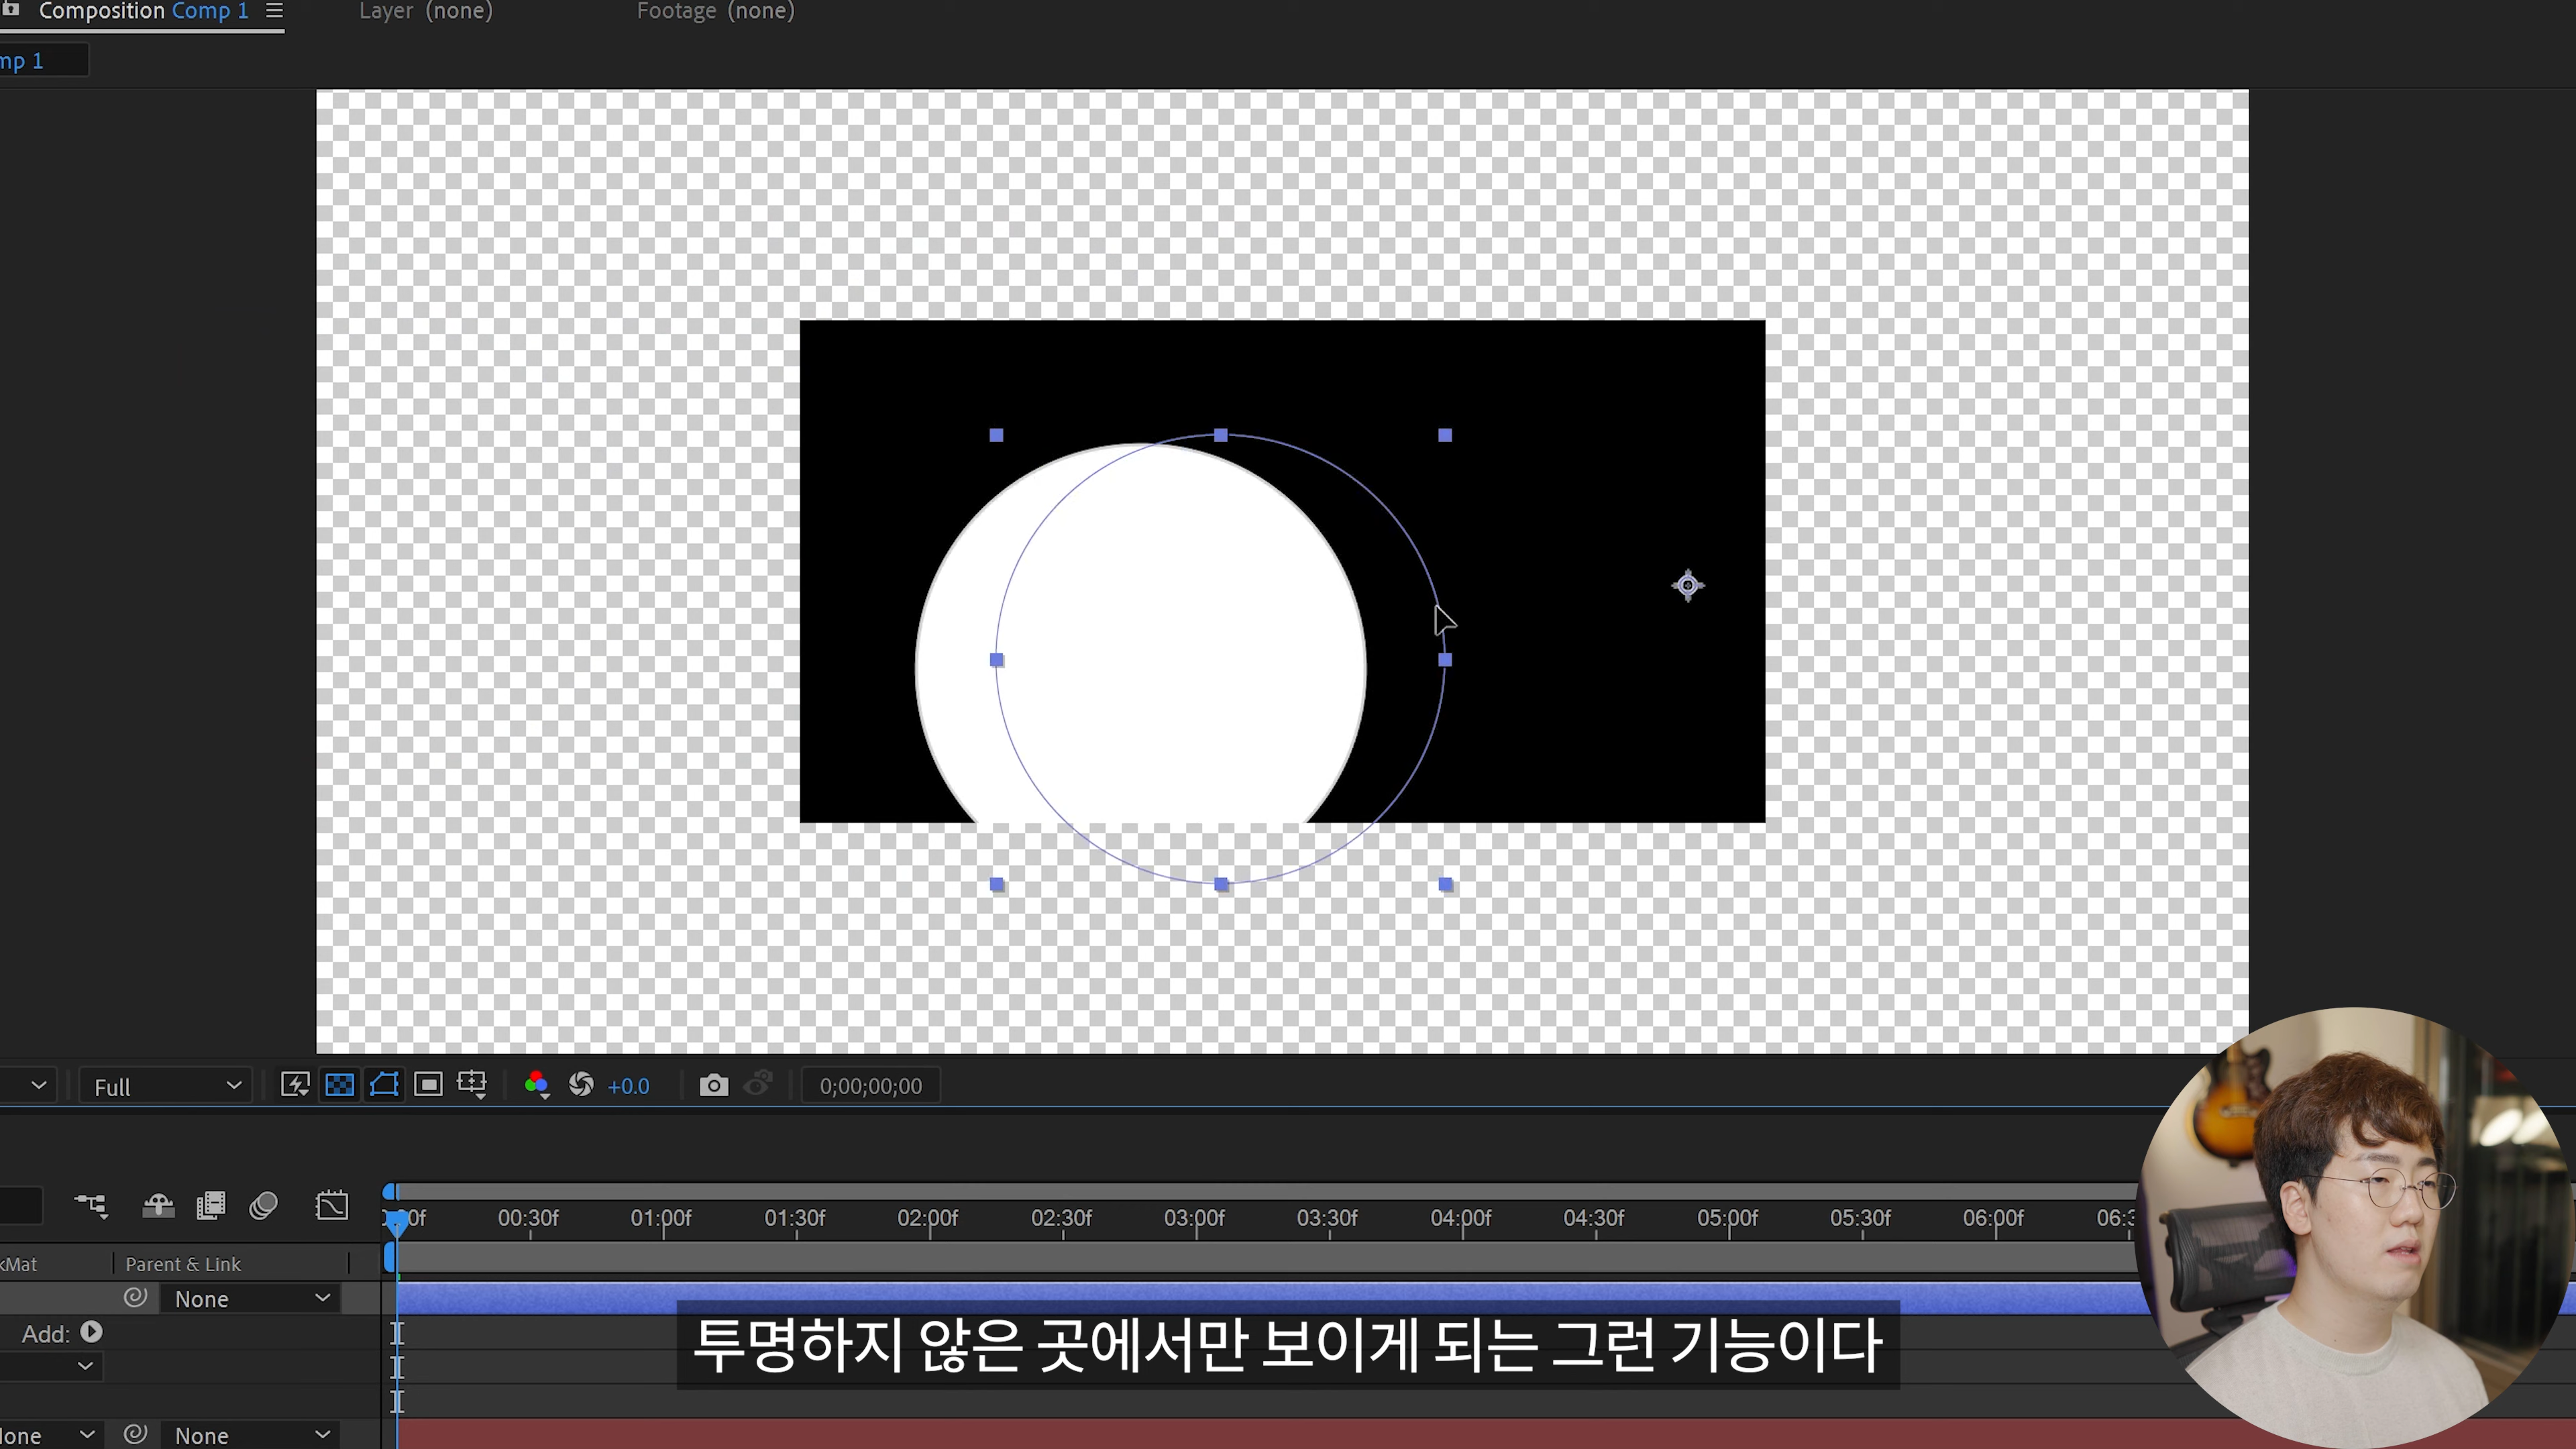 Composition Comp 1
Layer (none)
Footage (none)
mp 1
Full
+0.0
0;00;00;00
00:30f
01:00f
01:30f
02:00f
02:30f
03:00f
03:30f
04:00f
04:30f
05:00f
05:30f
06:00f
06:3
kMat
Parent & Link
None
Add:
투명하지 않은 곳에서만 보이게 되는 그런 기능이다
None